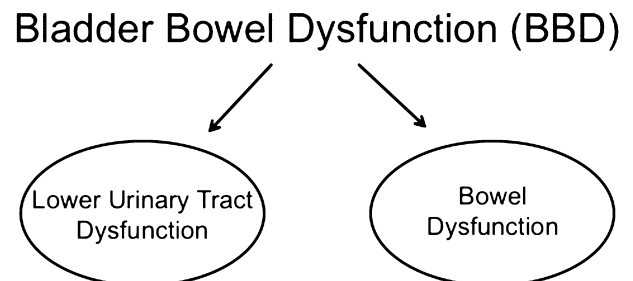 Bladder Bowel Dysfunction (BBD)
Lower Urinary Tract
Dysfunction
Bowel
Dysfunction